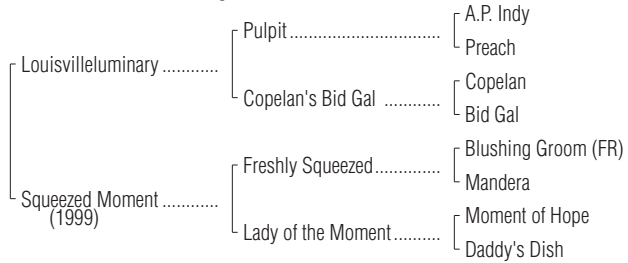 A.P. Indy
Pulpit..................................
Preach
Louisvilleluminary ............
Copelan
Copelan's Bid Gal ............
Bid Gal
Blushing Groom (FR)
Freshly Squeezed..............
Mandera
Squeezed Moment ............
(1999)
Moment of Hope
Lady of the Moment..........
Daddy's Dish